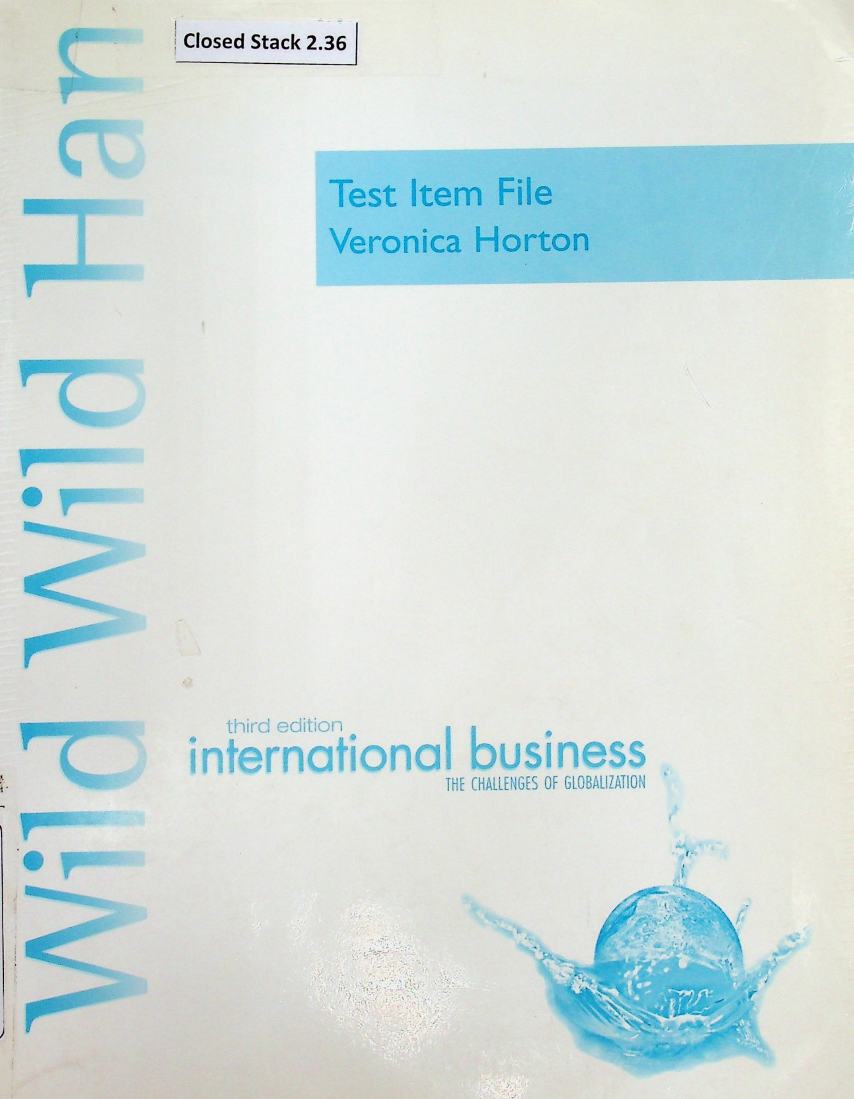 Closed Stack 2.36
Test Item File
Veronica Horton
Wild Wild Han
third edition
international business
THE CHALLENGES OF GLOBALIZATION